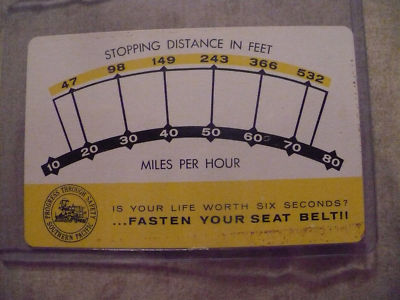 STOPPING DISTANCE IN FEET
47 98 149 243 366 532
10 20 30 40 50 60 70 80
MILES PER HOUR
PROGRESS THROUGH SAFETY
SOUTHERN PACIFIC
IS YOUR LIFE WORTH SIX SECONDS?
...FASTEN YOUR SEAT BELT!!